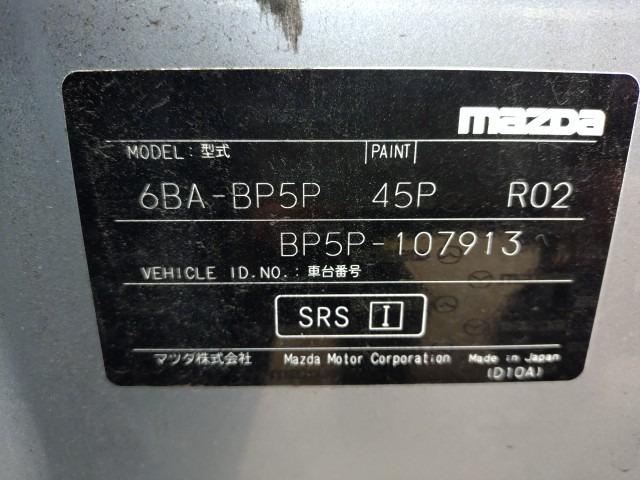 mazda
MODEL: 型式 PAINT
6BA-BP5P 45P R02
BP5P-107913
VEHICLE ID.NO.: 車台番号
SRS I
マツダ株式会社 Mazda Motor Corporation Made in Japan
(D10A)